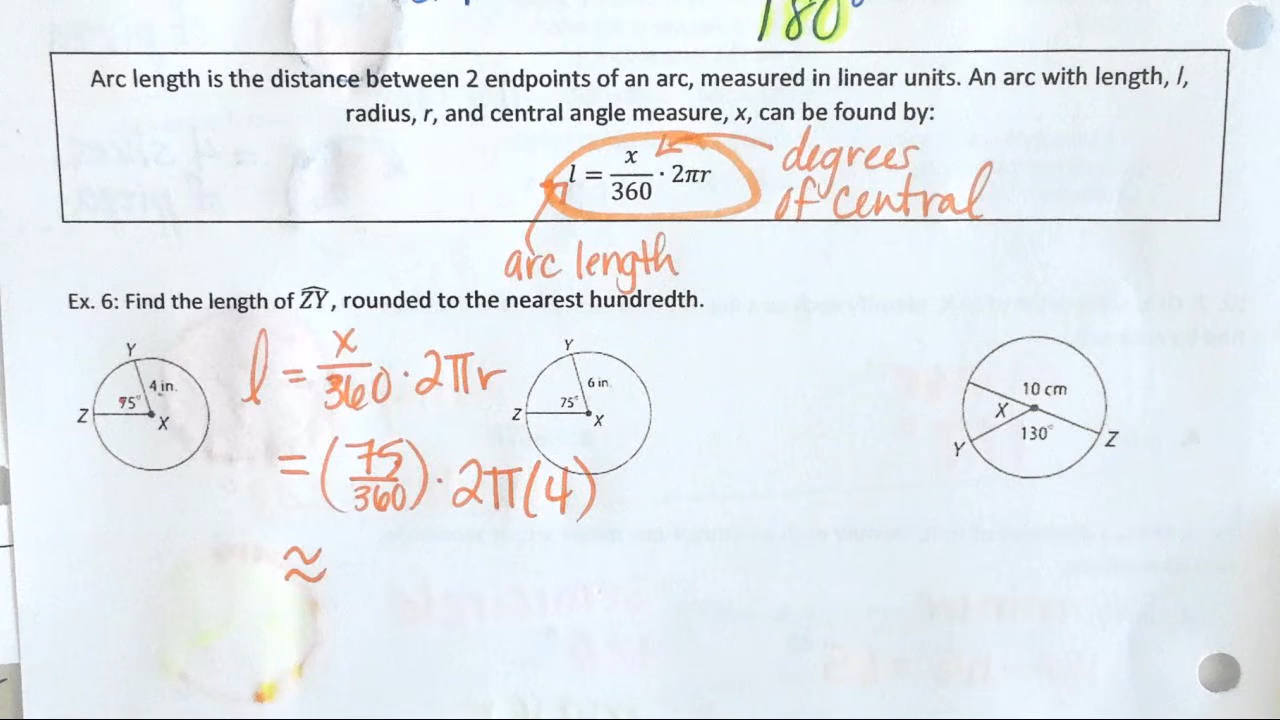 180°
Arc length is the distance between 2 endpoints of an arc, measured in linear units. An arc with length, l,
radius, r, and central angle measure, x, can be found by:
l = x/360 · 2πr
degrees
of central
arc length
Ex. 6: Find the length of ZY, rounded to the nearest hundredth.
Y
4 in.
75°
Z
X
l = x/360 · 2πr
= (75/360) · 2π(4)
≈
Y
6 in.
75°
Z
X
10 cm
X
130°
Y
Z